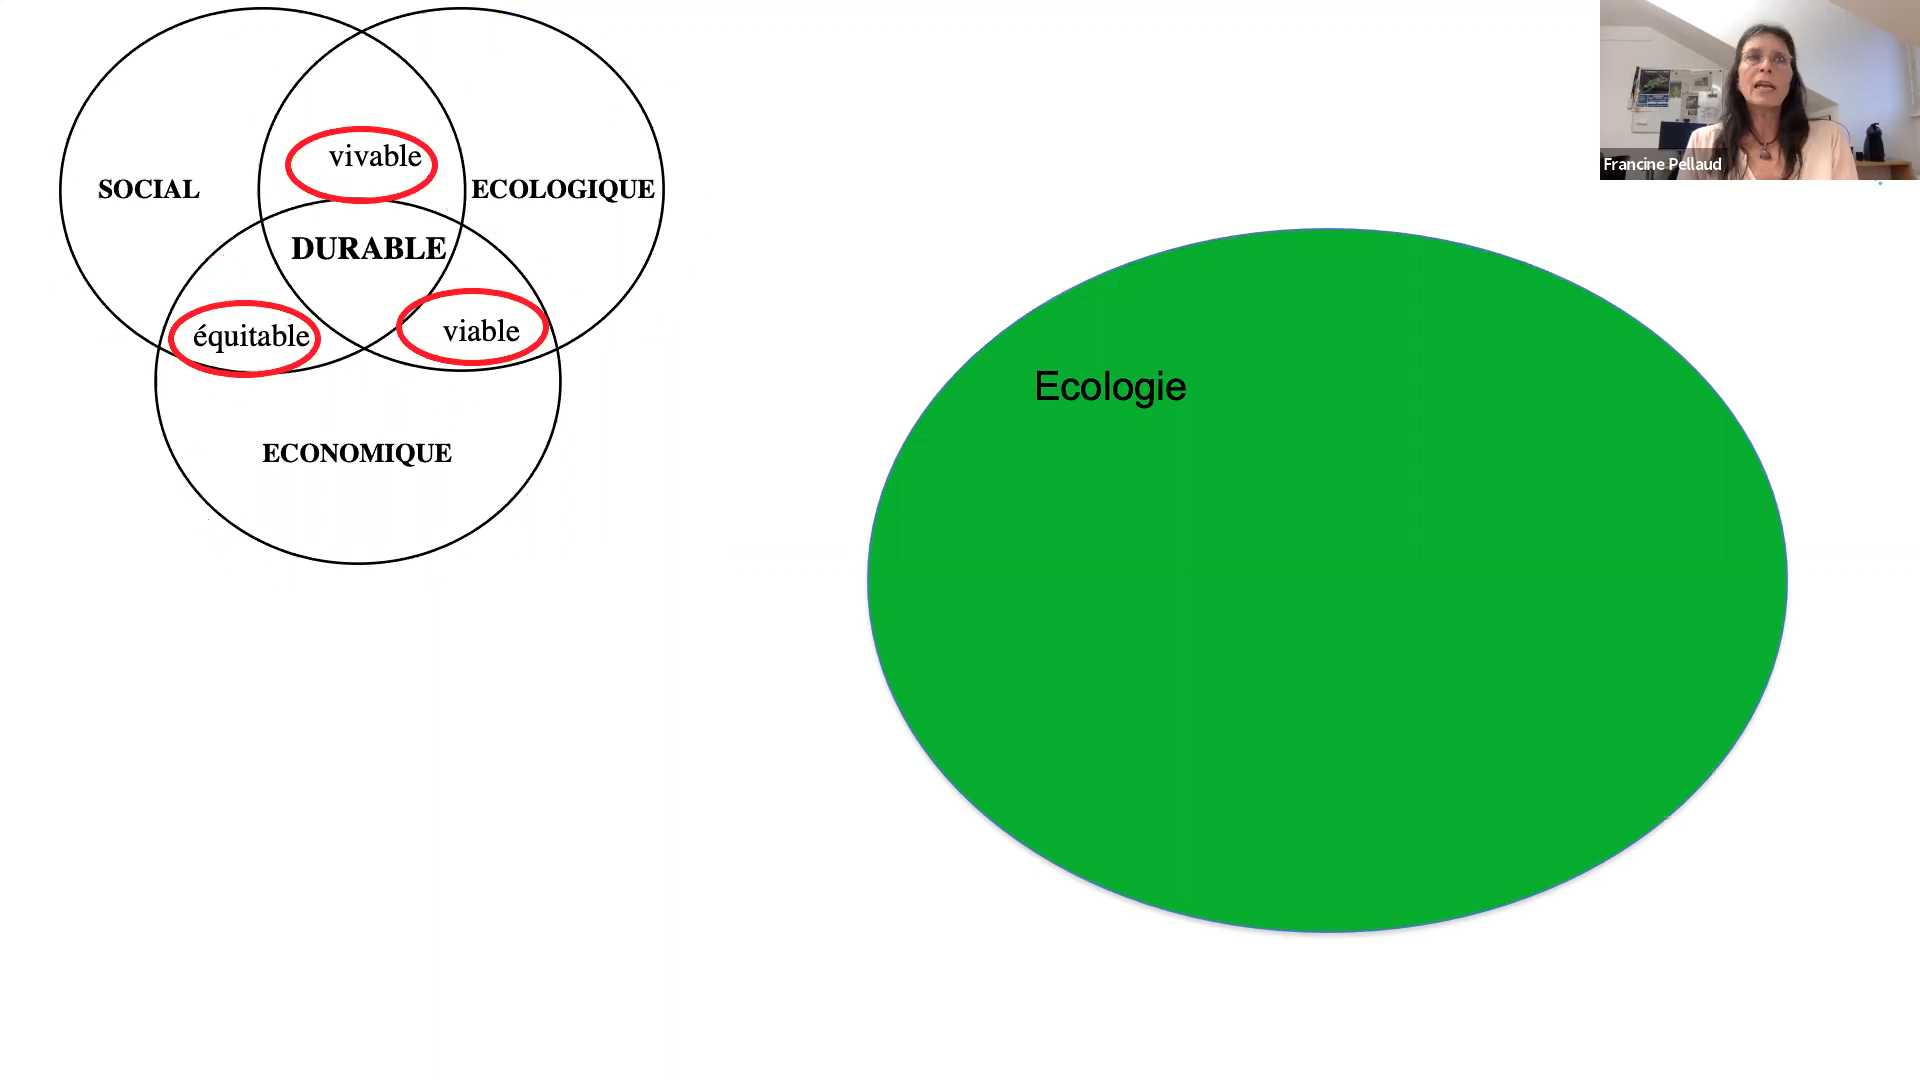 vivable
SOCIAL
ECOLOGIQUE
DURABLE
équitable
viable
ECONOMIQUE
Ecologie
Francine Pellaud